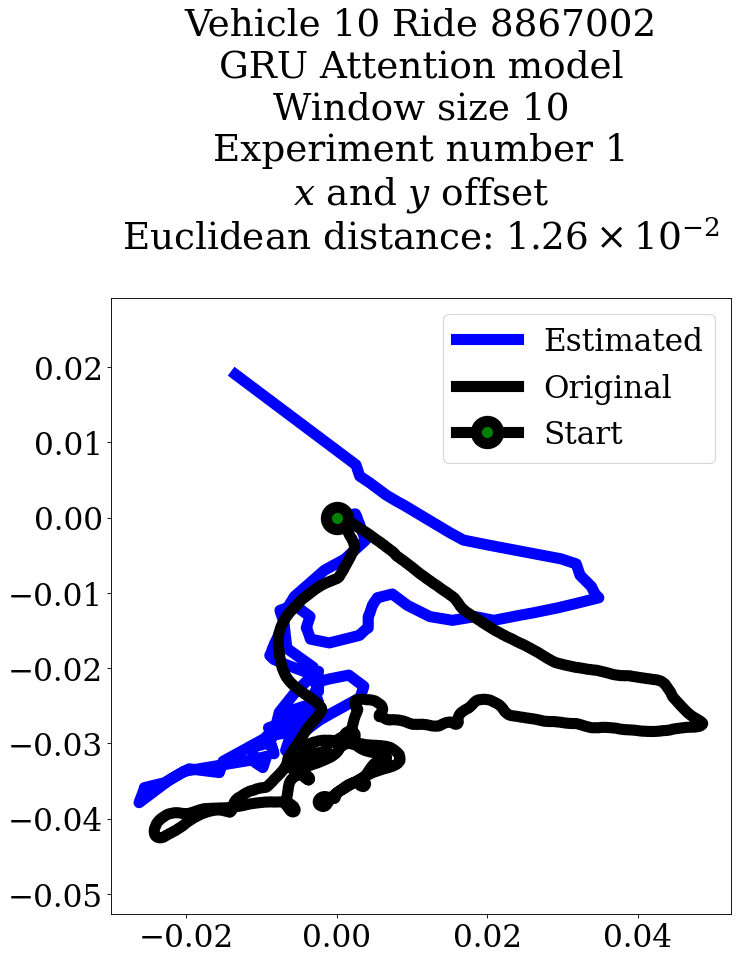 Vehicle 10 Ride 8867002
GRU Attention model
Window size 10
Experiment number 1
x and y offset
Euclidean distance: 1.26 × 10⁻²
Estimated
Original
Start
0.02
0.01
0.00
−0.01
−0.02
−0.03
−0.04
−0.05
−0.02 0.00 0.02 0.04